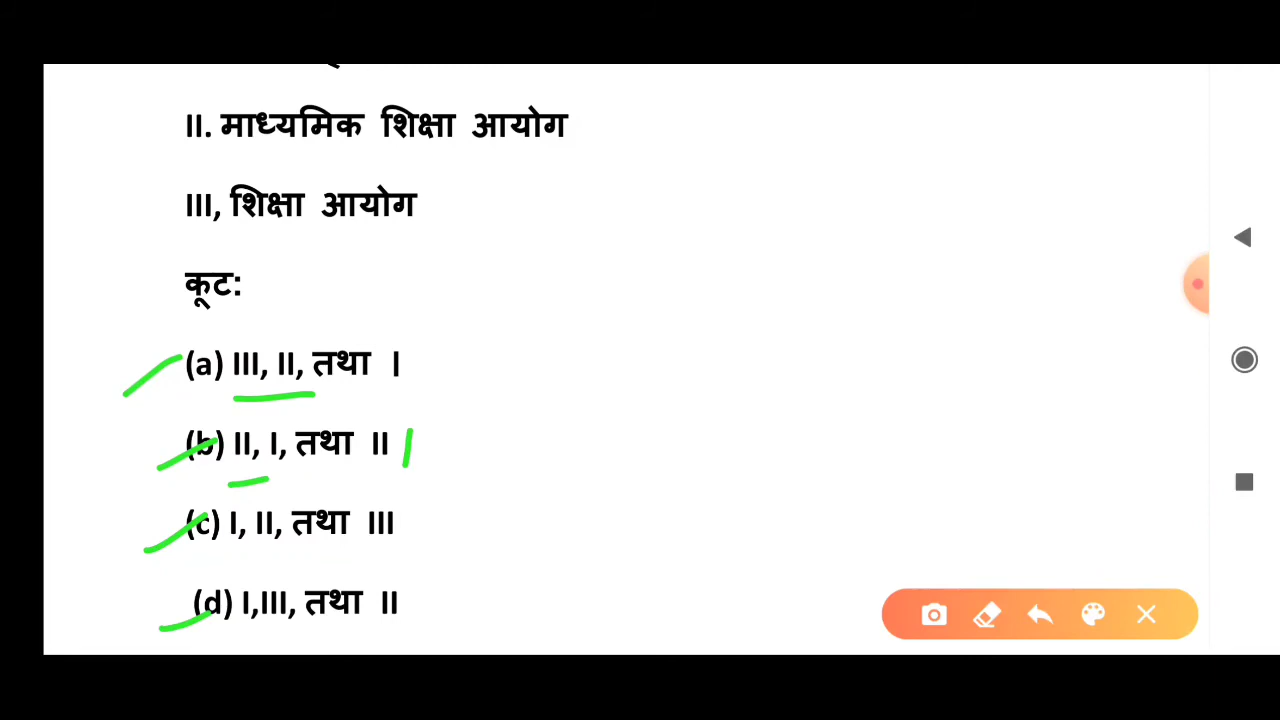 II. माध्यमिक शिक्षा आयोग
III, शिक्षा आयोग
कूट:
(a) III, II, तथा I
(b) II, I, तथा II |
(c) I, II, तथा III
(d) I,III, तथा II